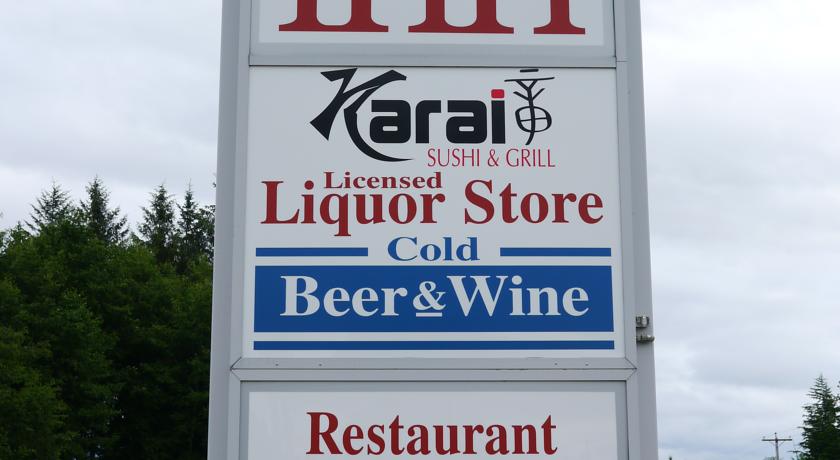 Karai
SUSHI & GRILL
Licensed
Liquor Store
Cold
Beer & Wine
Restaurant